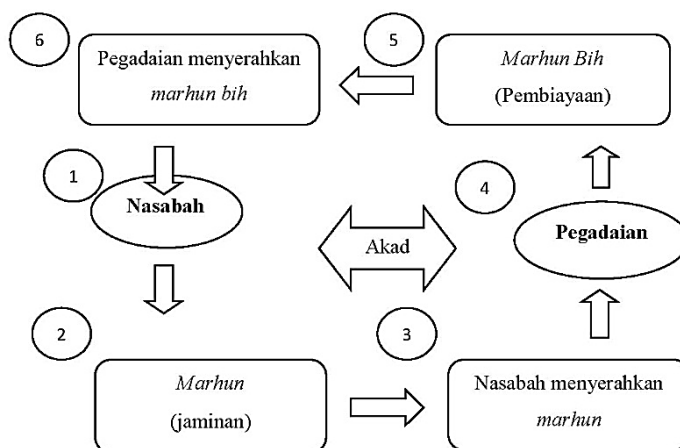 6
Pegadaian menyerahkan
marhun bih
5
Marhun Bih
(Pembiayaan)
1
Nasabah
Akad
4
Pegadaian
2
Marhun
(jaminan)
3
Nasabah menyerahkan
marhun